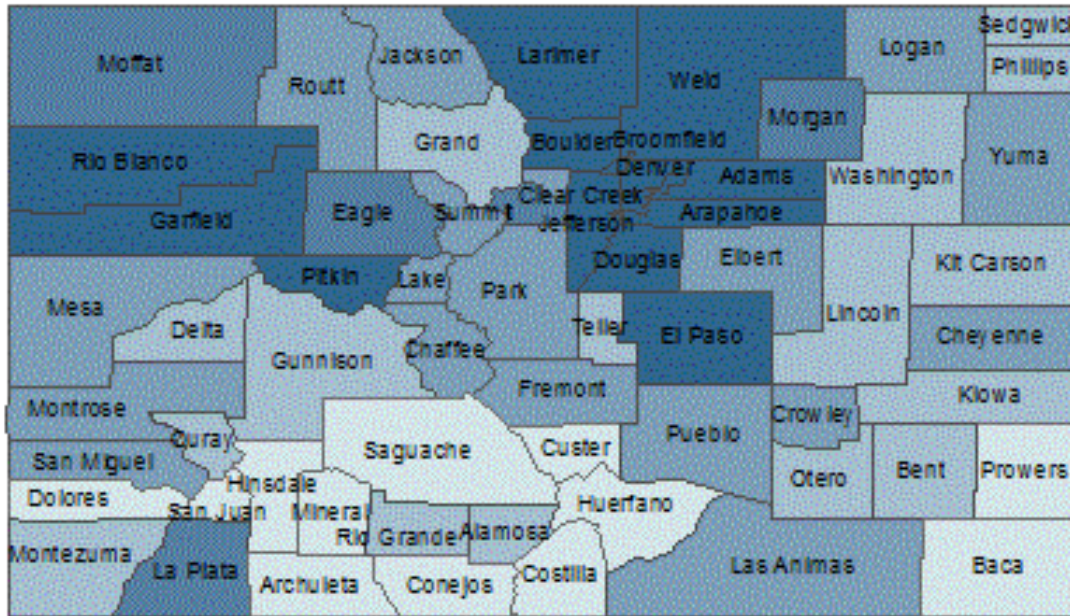 Sedgwick
Jackson
Larimer
Logan
Moffat
Phillips
Weld
Routt
Morgan
Grand
Boulder
Broomfield
Yuma
Rio Blanco
Denver
Adams
Washington
Clear Creek
Eagle
Summit
Arapahoe
Garfield
Jefferson
Douglas
Elbert
Kit Carson
Pitkin
Lake
Park
Mesa
Lincoln
Teller
Delta
El Paso
Cheyenne
Chaffee
Gunnison
Fremont
Kiowa
Montrose
Crowley
Pueblo
Ouray
Saguache
Custer
San Miguel
Bent
Prowers
Otero
Hinsdale
Dolores
Huerfano
San Juan
Mineral
Alamosa
Rio Grande
Montezuma
La Plata
Las Animas
Baca
Costilla
Archuleta
Conejos